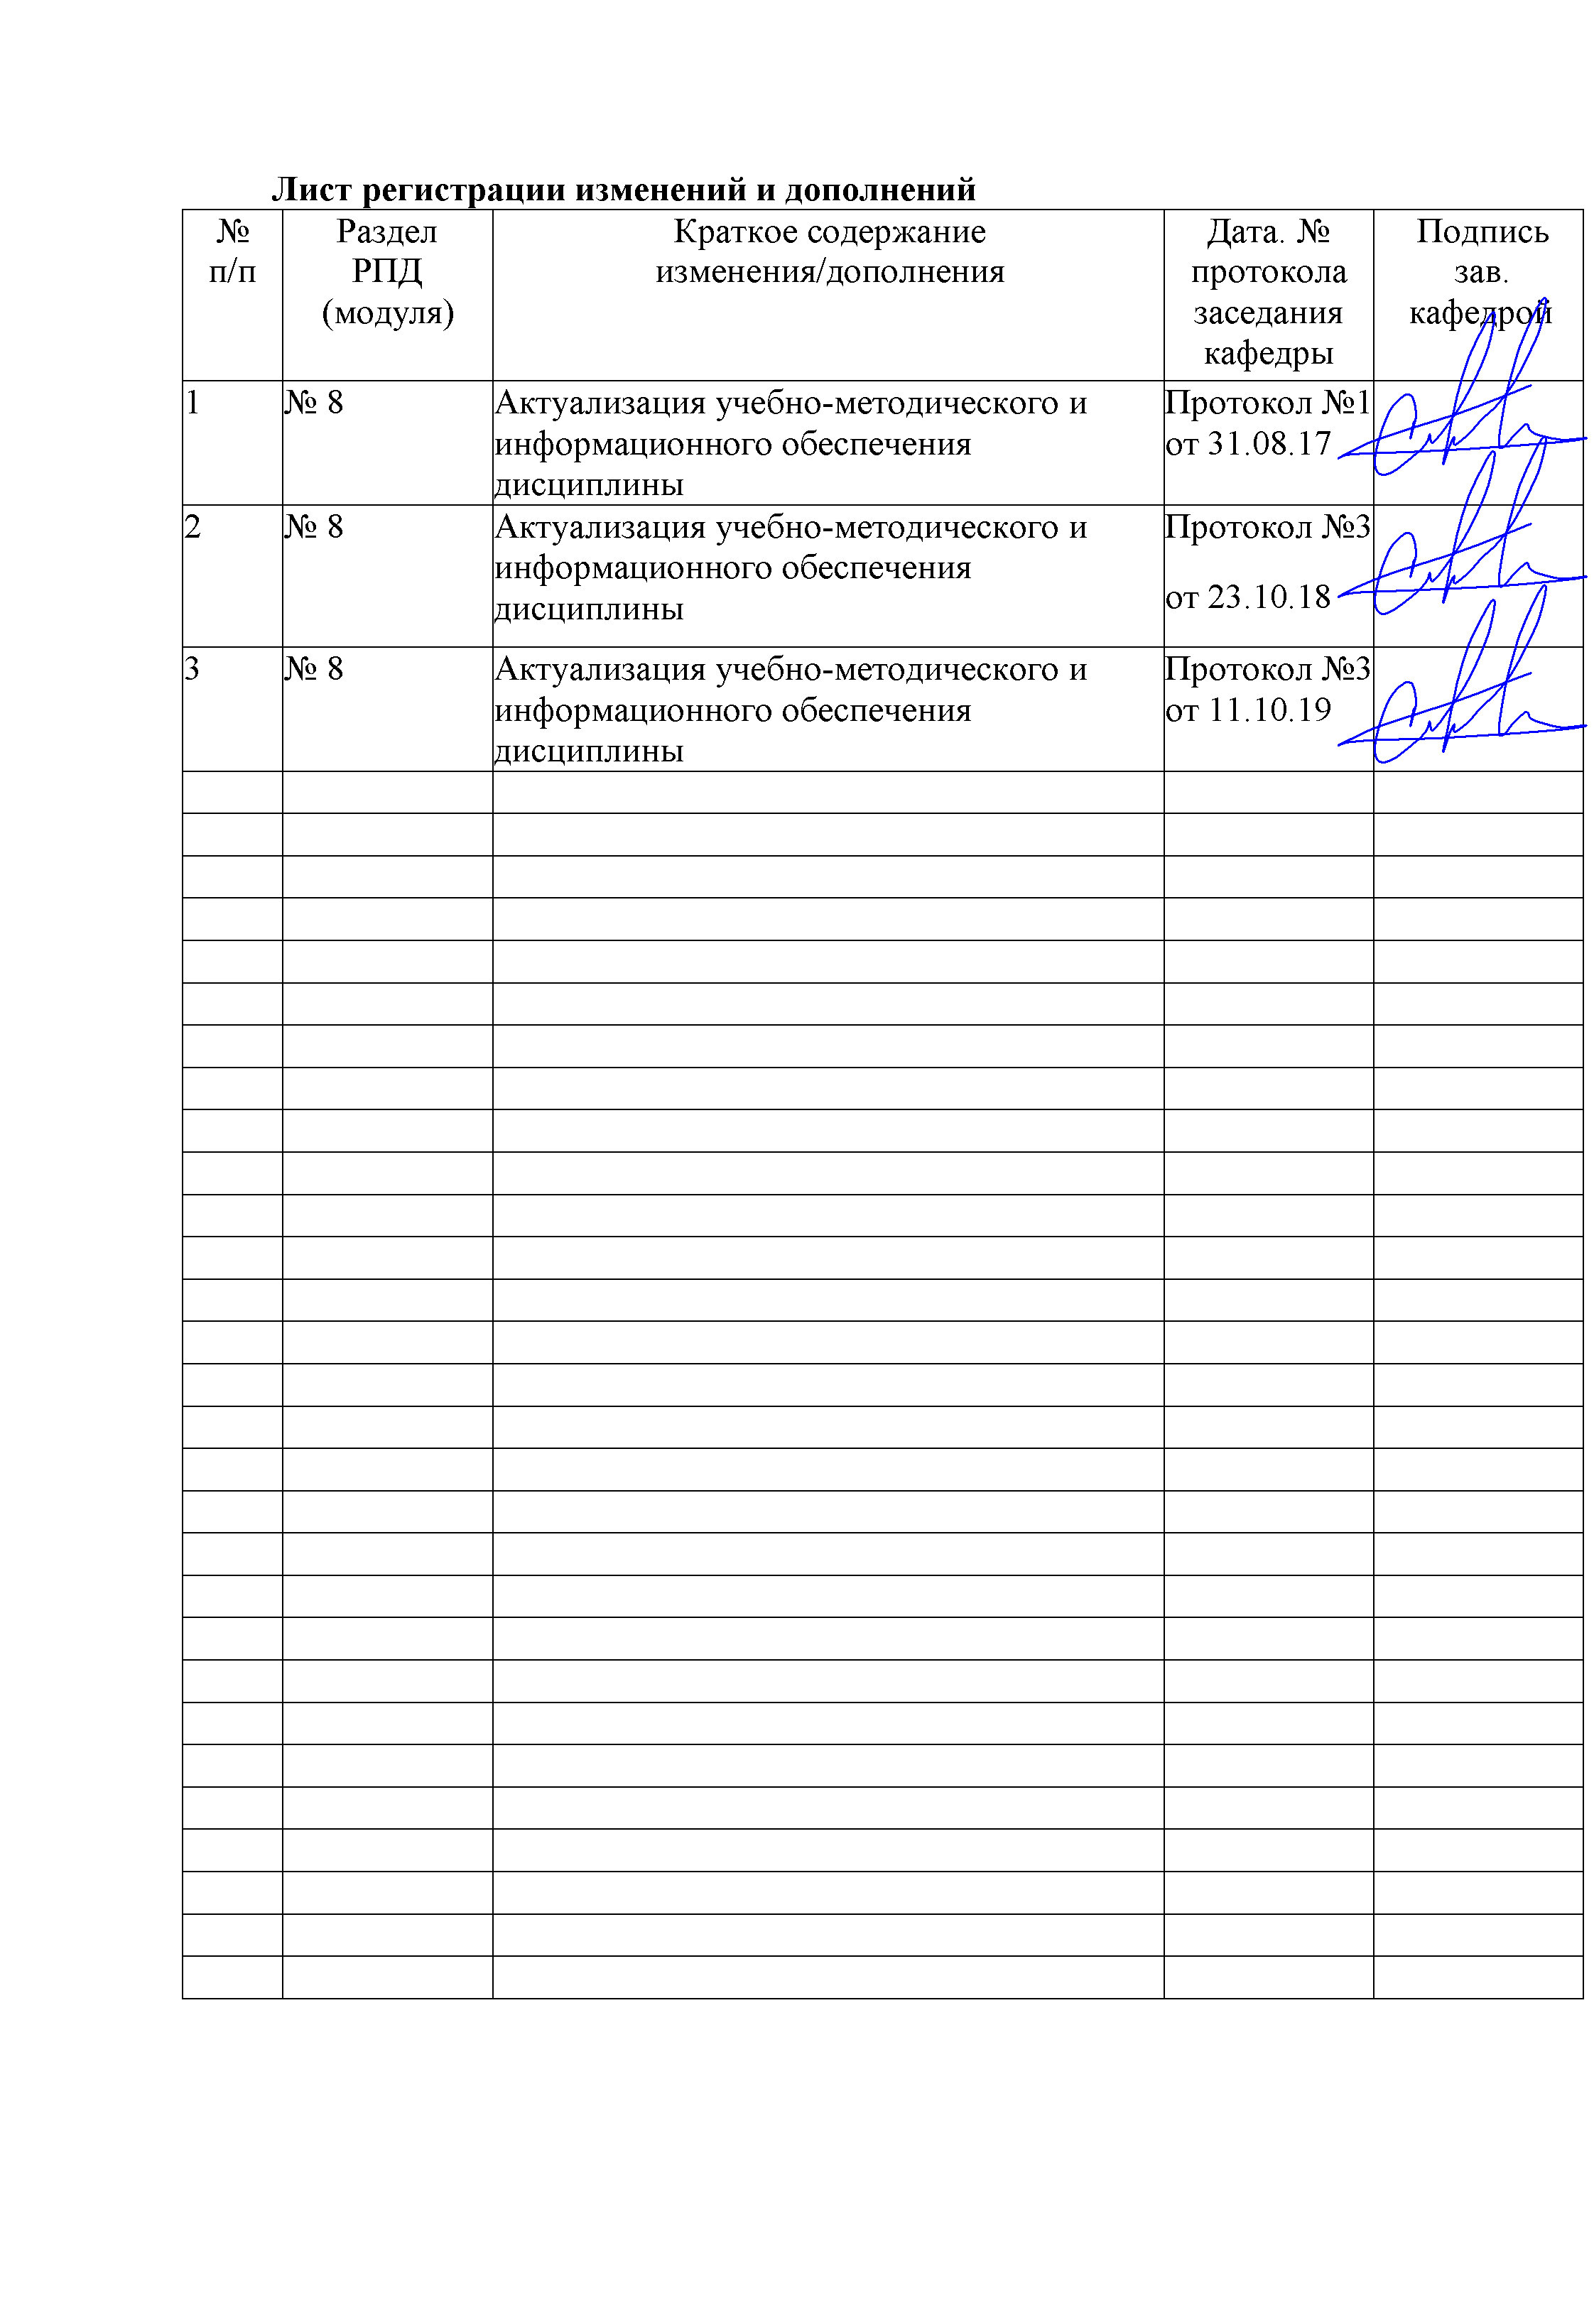 Лист регистрации изменений и дополнений
№
п/п
Раздел
РПД
(модуля)
Краткое содержание
изменения/дополнения
Дата. №
протокола
заседания
кафедры
Подпись
зав.
кафедрой
1
№ 8
Актуализация учебно-методического и
информационного обеспечения
дисциплины
Протокол №1
от 31.08.17
2
№ 8
Актуализация учебно-методического и
информационного обеспечения
дисциплины
Протокол №3
от 23.10.18
3
№ 8
Актуализация учебно-методического и
информационного обеспечения
дисциплины
Протокол №3
от 11.10.19